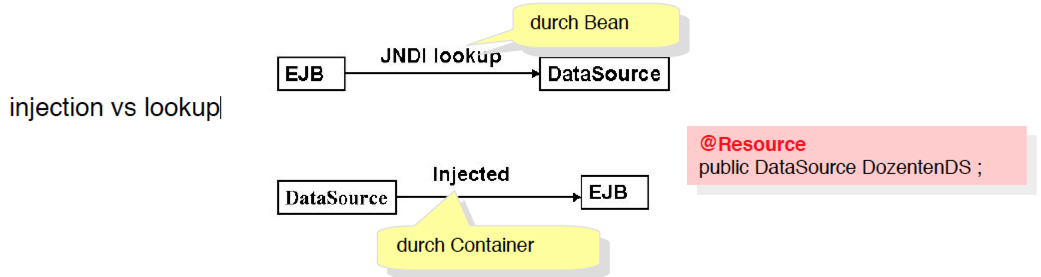 durch Bean
JNDI lookup
EJB
DataSource
injection vs lookup
@Resource
public DataSource DozentenDS ;
Injected
DataSource
EJB
durch Container